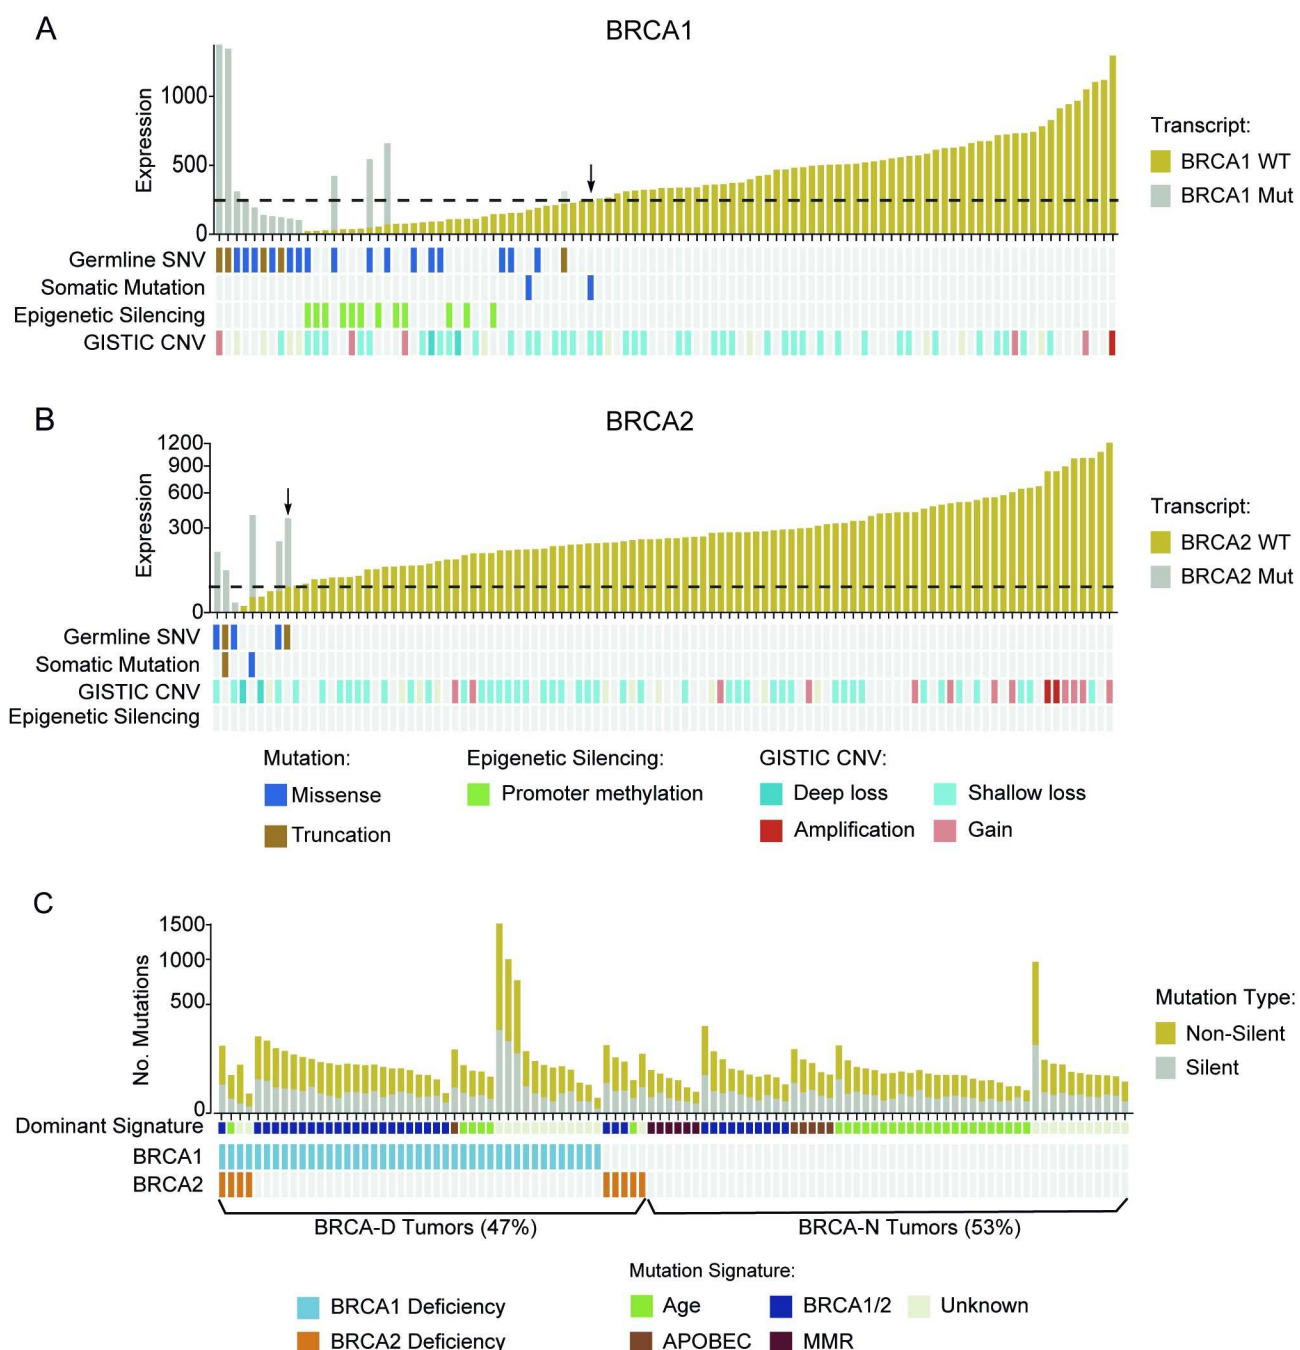 A
BRCA1
Expression
1000
500
0
Transcript:
BRCA1 WT
BRCA1 Mut
Germline SNV
Somatic Mutation
Epigenetic Silencing
GISTIC CNV
B
BRCA2
Expression
1200
900
600
300
0
Transcript:
BRCA2 WT
BRCA2 Mut
Germline SNV
Somatic Mutation
GISTIC CNV
Epigenetic Silencing
Mutation:
Missense
Truncation
Epigenetic Silencing:
Promoter methylation
GISTIC CNV:
Deep loss
Shallow loss
Amplification
Gain
C
No. Mutations
1500
1000
500
0
Mutation Type:
Non-Silent
Silent
Dominant Signature
BRCA1
BRCA2
BRCA-D Tumors (47%)
BRCA-N Tumors (53%)
BRCA1 Deficiency
BRCA2 Deficiency
Mutation Signature:
Age
BRCA1/2
Unknown
APOBEC
MMR